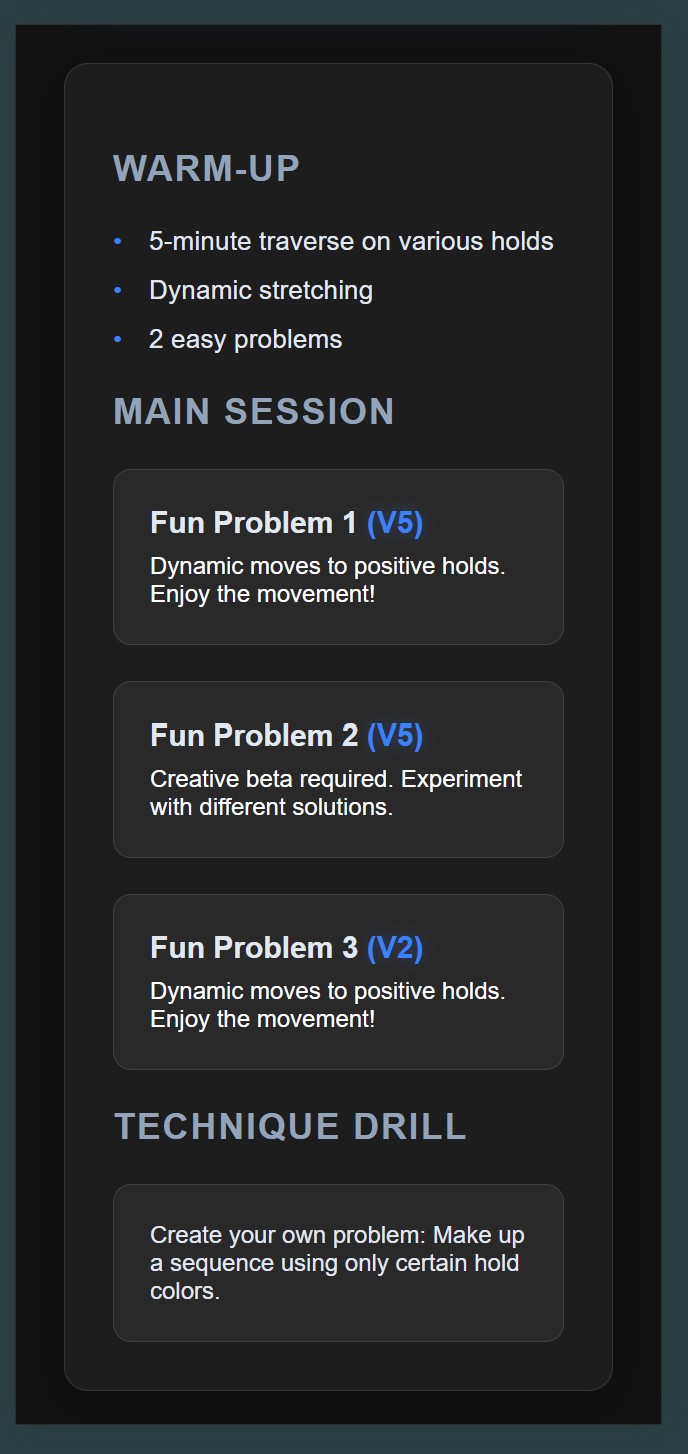 WARM-UP
• 5-minute traverse on various holds
• Dynamic stretching
• 2 easy problems
MAIN SESSION
Fun Problem 1 (V5)
Dynamic moves to positive holds.
Enjoy the movement!
Fun Problem 2 (V5)
Creative beta required. Experiment
with different solutions.
Fun Problem 3 (V2)
Dynamic moves to positive holds.
Enjoy the movement!
TECHNIQUE DRILL
Create your own problem: Make up
a sequence using only certain hold
colors.